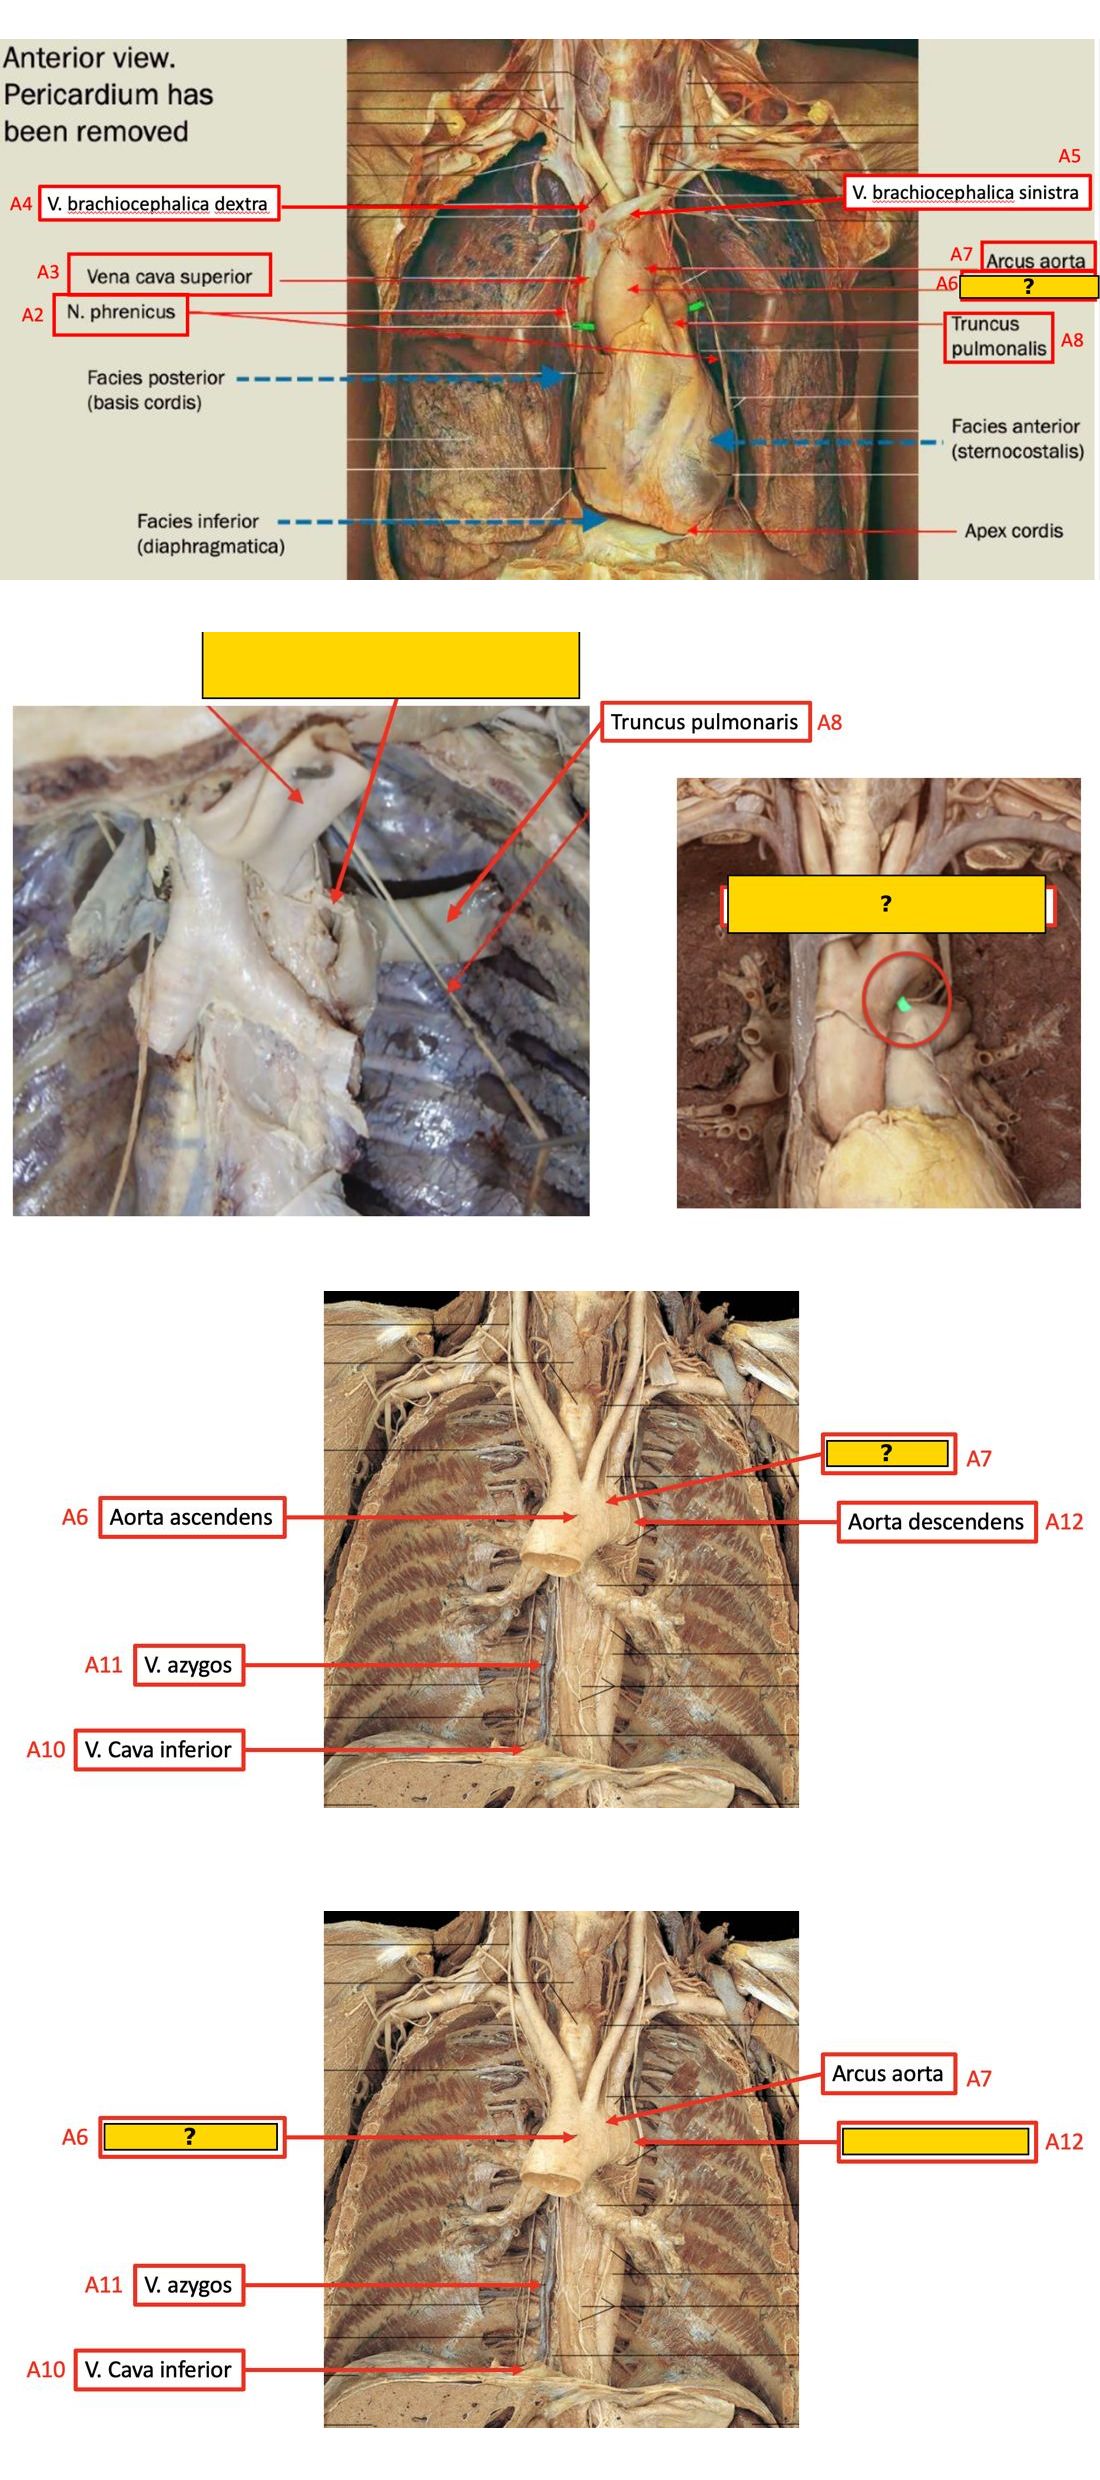 Anterior view.
Pericardium has
been removed
A5
A4 V. brachiocephalica dextra
V. brachiocephalica sinistra
A7 Arcus aorta
A3 Vena cava superior
A6 ?
A2 N. phrenicus
Truncus
pulmonalis A8
Facies posterior
(basis cordis)
Facies anterior
(sternocostalis)
Facies inferior
(diaphragmatica)
Apex cordis
Truncus pulmonaris A8
?
? A7
A6 Aorta ascendens
Aorta descendens A12
A11 V. azygos
A10 V. Cava inferior
Arcus aorta A7
A6 ?
A12
A11 V. azygos
A10 V. Cava inferior